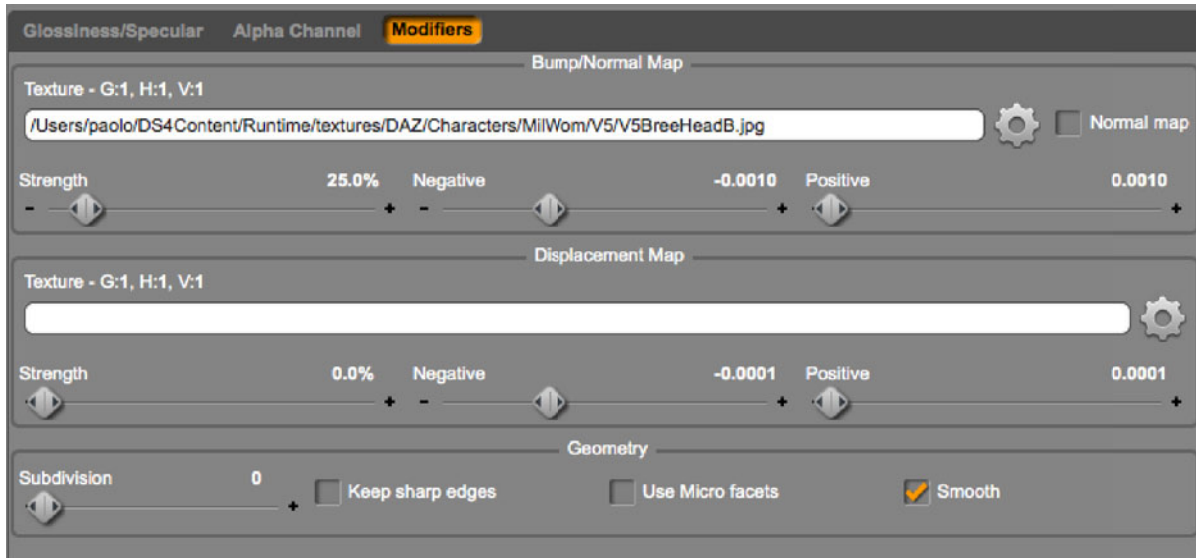 Glossiness/Specular Alpha Channel Modifiers
Bump/Normal Map
Texture - G:1, H:1, V:1
/Users/paolo/DS4Content/Runtime/textures/DAZ/Characters/MilWom/V5/V5BreeHeadB.jpg Normal map
Strength 25.0% Negative -0.0010 Positive 0.0010
- + - + - +
Displacement Map
Texture - G:1, H:1, V:1
Strength 0.0% Negative -0.0001 Positive 0.0001
+ - + - +
Geometry
Subdivision 0 Keep sharp edges Use Micro facets Smooth
+